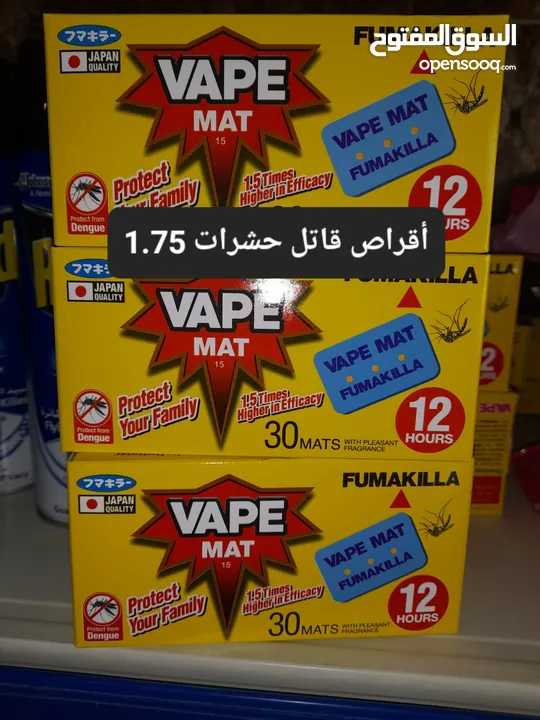 السوق المفتوح
opensooq.com
フマキラー
FUMAKILLA
JAPAN
QUALITY
VAPE
MAT
15
VAPE MAT
FUMAKILLA
Protect
Your Family
1.5 Times
Higher in Efficacy
Protect from
Dengue
12
أقراص قاتل حشرات 1.75
フマキラー
JAPAN
QUALITY
VAPE
MAT
15
VAPE MAT
FUMAKILLA
Protect
Your Family
1.5 Times
Higher in Efficacy
Protect from
Dengue
30 MATS WITH PLEASANT
FRAGRANCE
12
HOURS
フマキラー
FUMAKILLA
JAPAN
QUALITY
VAPE
MAT
15
VAPE MAT
FUMAKILLA
Protect
Your Family
1.5 Times
Higher in Efficacy
Protect from
Dengue
30 MATS WITH PLEASANT
FRAGRANCE
12
HOURS